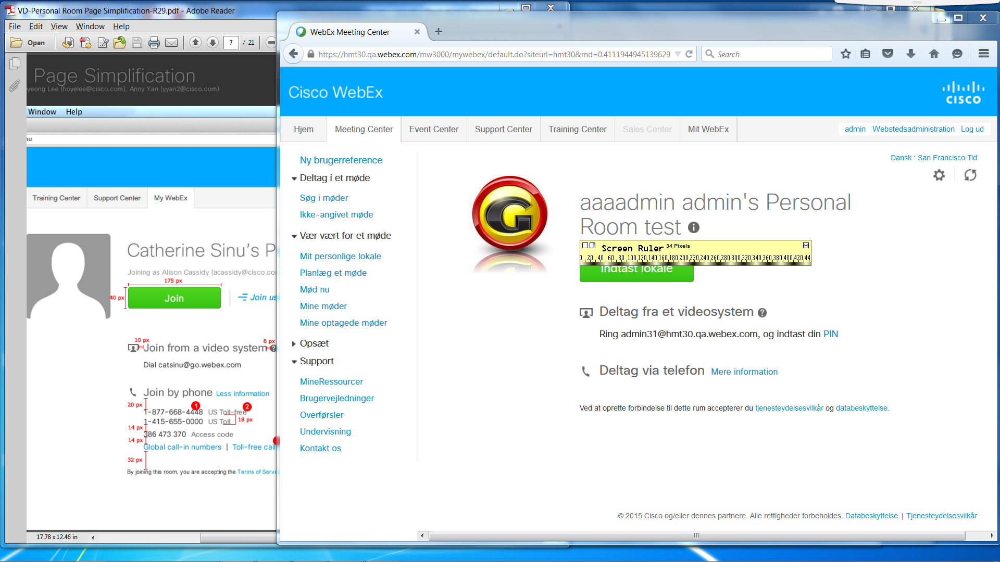 VD-Personal Room Page Simplification-R29.pdf - Adobe Reader
File Edit View Window Help
Open 7 / 21
Page Simplification
yeong Lee (hoyelee@cisco.com), Anny Yan (yyan2@cisco.com)
Window Help
nu
Training Center Support Center My WebEx
Catherine Sinu's P
Joining as Alison Cassidy (acassidy@cisco.co
175 px
40 px
Join
Join us
10 px
6 px
Join from a video system
Dial catsinu@go.webex.com
Join by phone Less information
20 px
1
2
1-877-668-4448 US Toll-free
1-415-655-0000 US Toll
18 px
14 px
386 473 370 Access code
14 px
Global call-in numbers | Toll-free call
32 px
By joining this room, you are accepting the Terms of Servi
17.78 x 12.46 in
WebEx Meeting Center
https://hmt30.qa.webex.com/mw3000/mywebex/default.do?siteurl=hmt30&rnd=0.4111944945139629
Search
Cisco WebEx
CISCO
Hjem Meeting Center Event Center Support Center Training Center Sales Center Mit WebEx
admin Webstedsadministration Log ud
Ny brugerreference
Deltag i et møde
Søg i møder
Ikke-angivet møde
Vær vært for et møde
Mit personlige lokale
Planlæg et møde
Mød nu
Mine møder
Mine optagede møder
Opsæt
Support
MineRessourcer
Brugervejledninger
Overførsler
Undervisning
Kontakt os
Dansk : San Francisco Tid
G
aaaadmin admin's Personal
Room test
Screen Ruler 34 Pixels
0 20 40 60 80 100 120 140 160 180 200 220 240 260 280 300 320 340 360 380 400 420 44
Indtast lokale
Deltag fra et videosystem
Ring admin31@hmt30.qa.webex.com, og indtast din PIN
Deltag via telefon Mere information
Ved at oprette forbindelse til dette rum accepterer du tjenesteydelsesvilkår og databeskyttelse.
© 2015 Cisco og/eller dennes partnere. Alle rettigheder forbeholdes. Databeskyttelse | Tjenesteydelsesvilkår